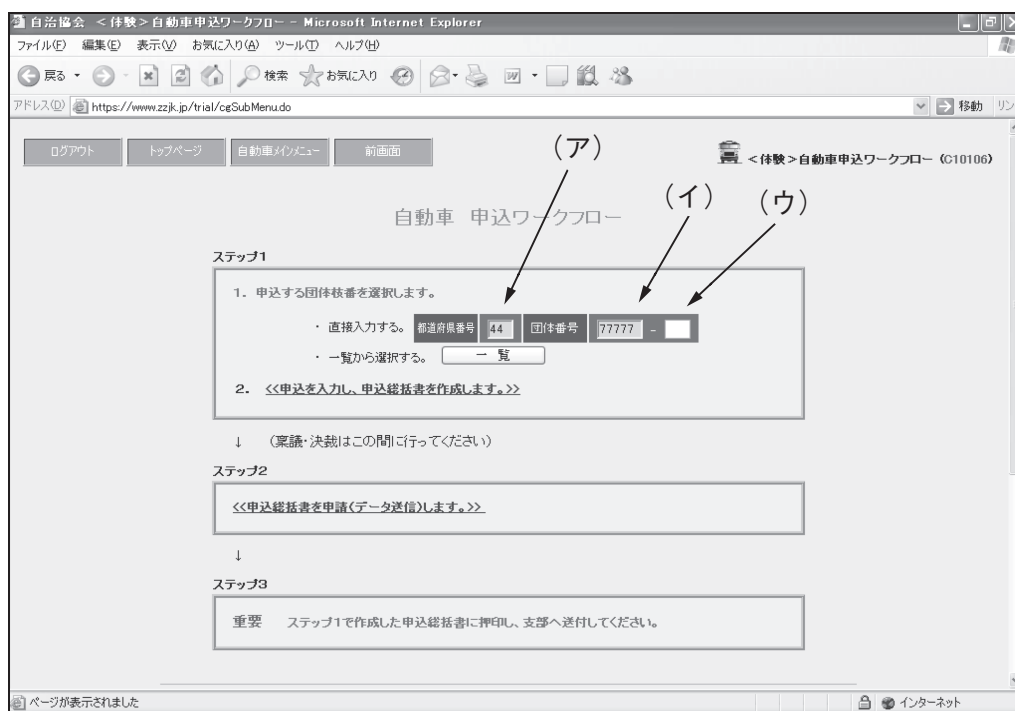 自治協会 <体験>自動車申込ワークフロー - Microsoft Internet Explorer
ファイル(F) 編集(E) 表示(V) お気に入り(A) ツール(T) ヘルプ(H)
戻る 検索 お気に入り
アドレス(D) https://www.zzjk.jp/trial/cgSubMenu.do 移動 リン
ログアウト トップページ 自動車メインメニュー 前画面
(ア)
<体験>自動車申込ワークフロー (C10106)
(イ) (ウ)
自動車 申込ワークフロー
ステップ1
1. 申込する団体枝番を選択します。
・ 直接入力する。 都道府県番号 44 団体番号 77777 -
・ 一覧から選択する。 一 覧
2. <<申込を入力し、申込総括書を作成します。>>
↓ (稟議・決裁はこの間に行ってください)
ステップ2
<<申込総括書を申請(データ送信)します。>>
↓
ステップ3
重要 ステップ1で作成した申込総括書に押印し、支部へ送付してください。
ページが表示されました インターネット